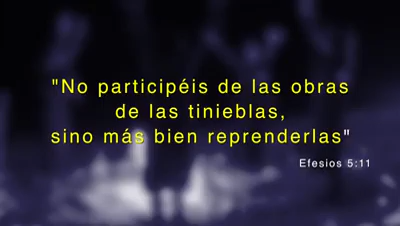 "No participéis de las obras
de las tinieblas,
sino más bien reprenderlas"
Efesios 5:11